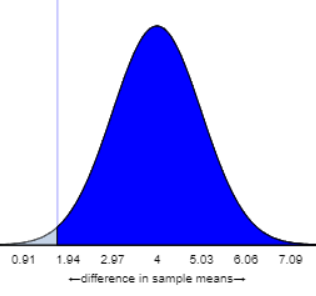 0.91 1.94 2.97 4 5.03 6.06 7.09
←difference in sample means→